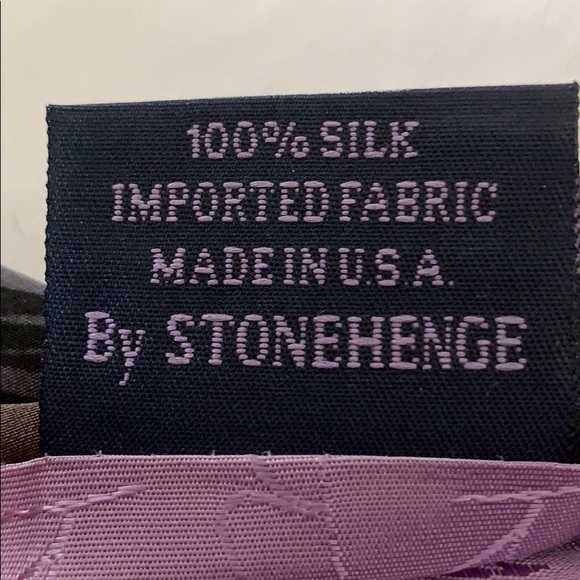 100% SILK
IMPORTED FABRIC
MADE IN U.S.A.
By STONEHENGE